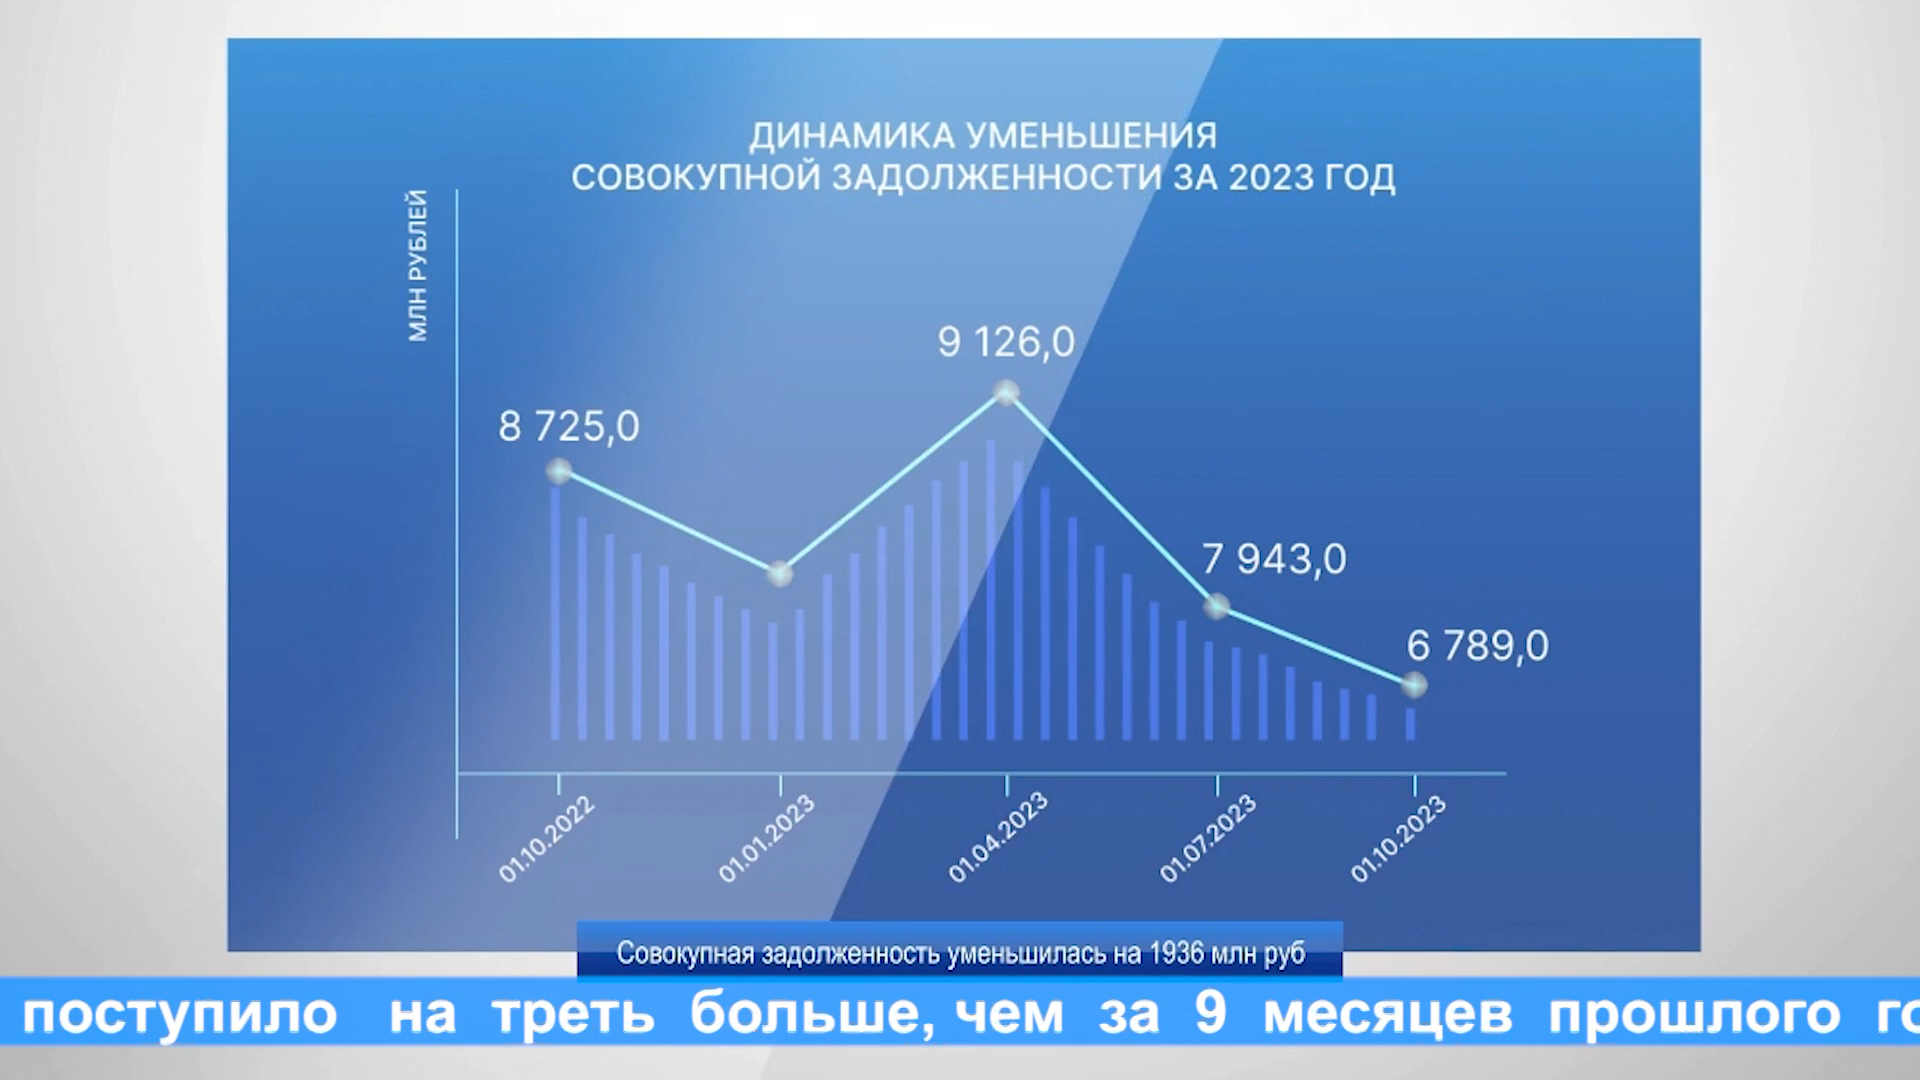 ДИНАМИКА УМЕНЬШЕНИЯ
СОВОКУПНОЙ ЗАДОЛЖЕННОСТИ ЗА 2023 ГОД
МЛН РУБЛЕЙ
9 126,0
8 725,0
7 943,0
6 789,0
01.10.2022
01.01.2023
01.04.2023
01.07.2023
01.10.2023
Совокупная задолженность уменьшилась на 1936 млн руб
поступило на треть больше, чем за 9 месяцев прошлого го